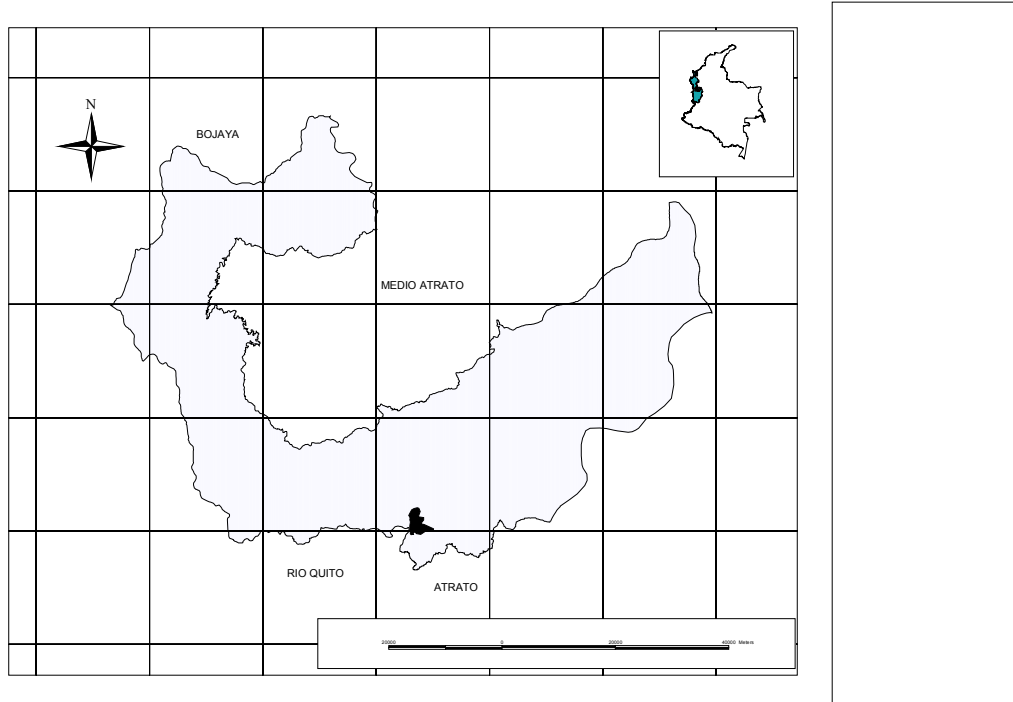 N
BOJAYA
MEDIO ATRATO
RIO QUITO
ATRATO
20000 0 20000 40000 Meters